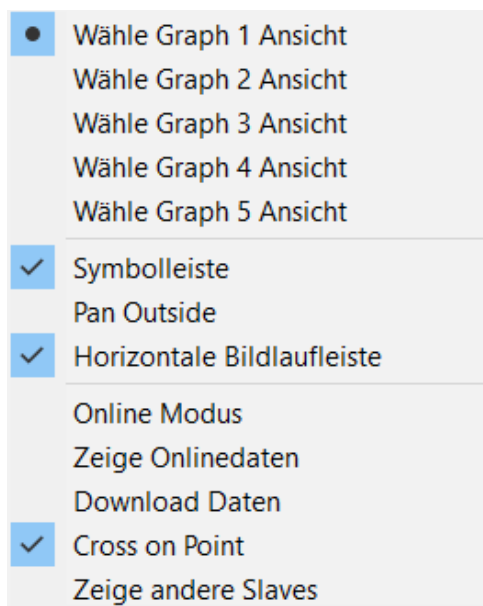 Wähle Graph 1 Ansicht
Wähle Graph 2 Ansicht
Wähle Graph 3 Ansicht
Wähle Graph 4 Ansicht
Wähle Graph 5 Ansicht
Symbolleiste
Pan Outside
Horizontale Bildlaufleiste
Online Modus
Zeige Onlinedaten
Download Daten
Cross on Point
Zeige andere Slaves